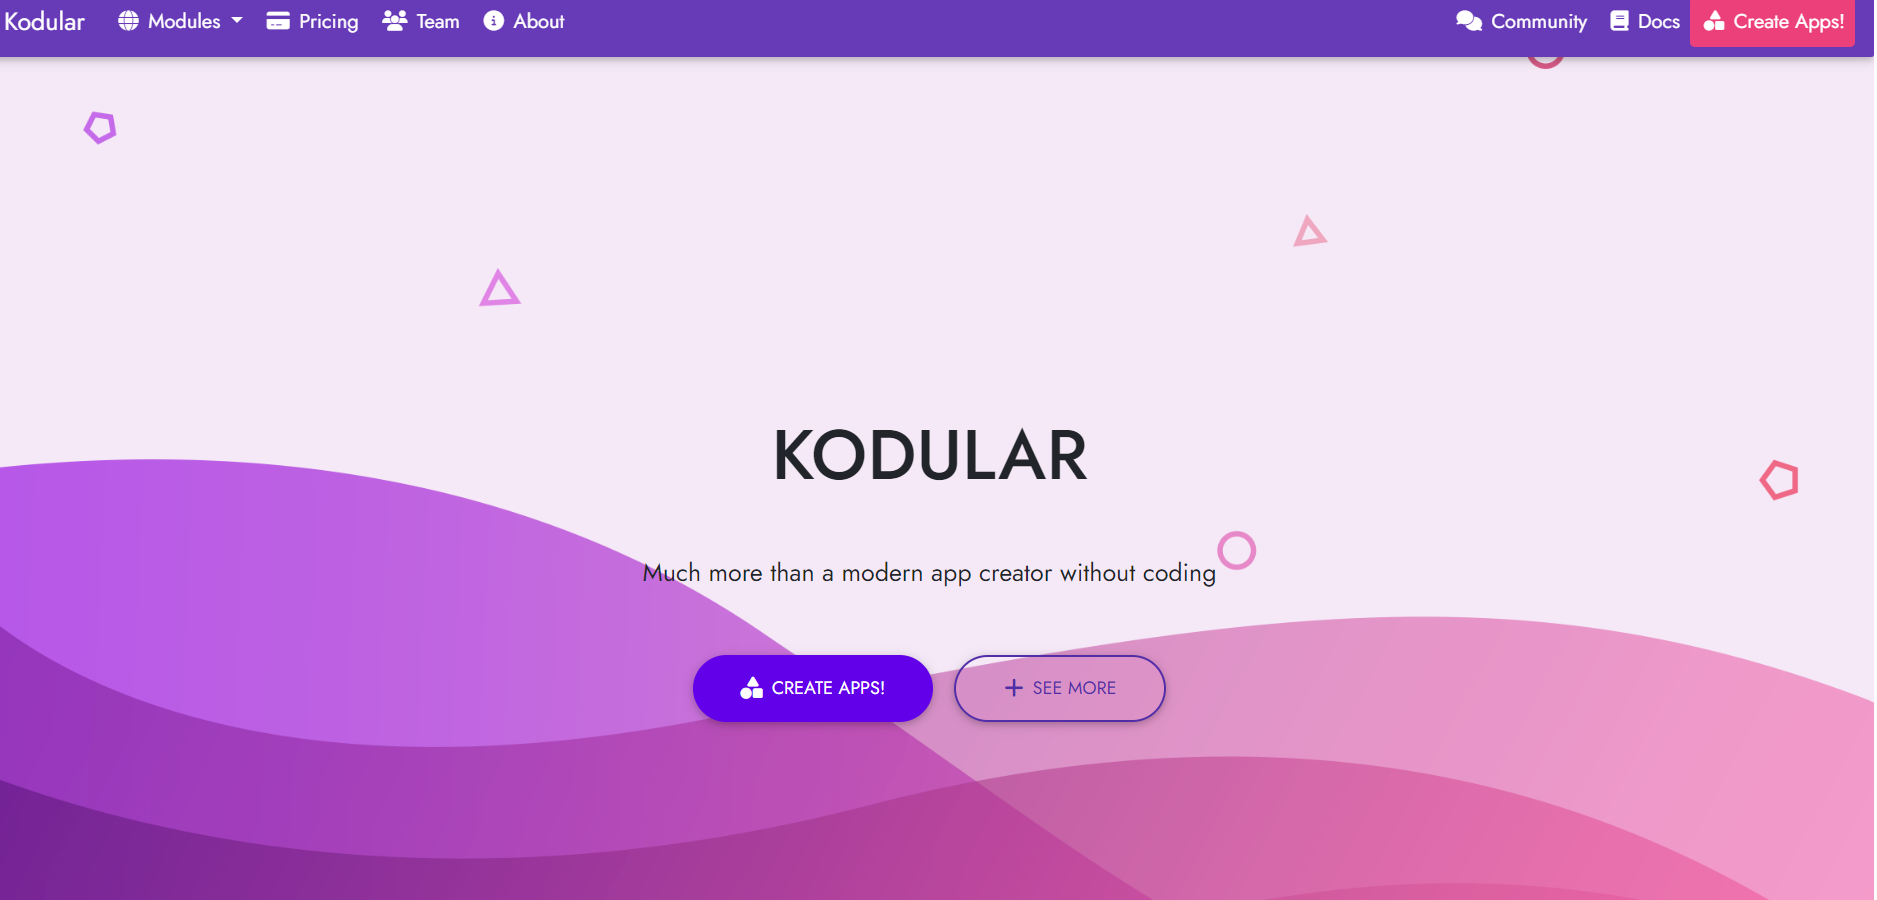 Kodular Modules Pricing Team About Community Docs Create Apps!
KODULAR
Much more than a modern app creator without coding
CREATE APPS! SEE MORE